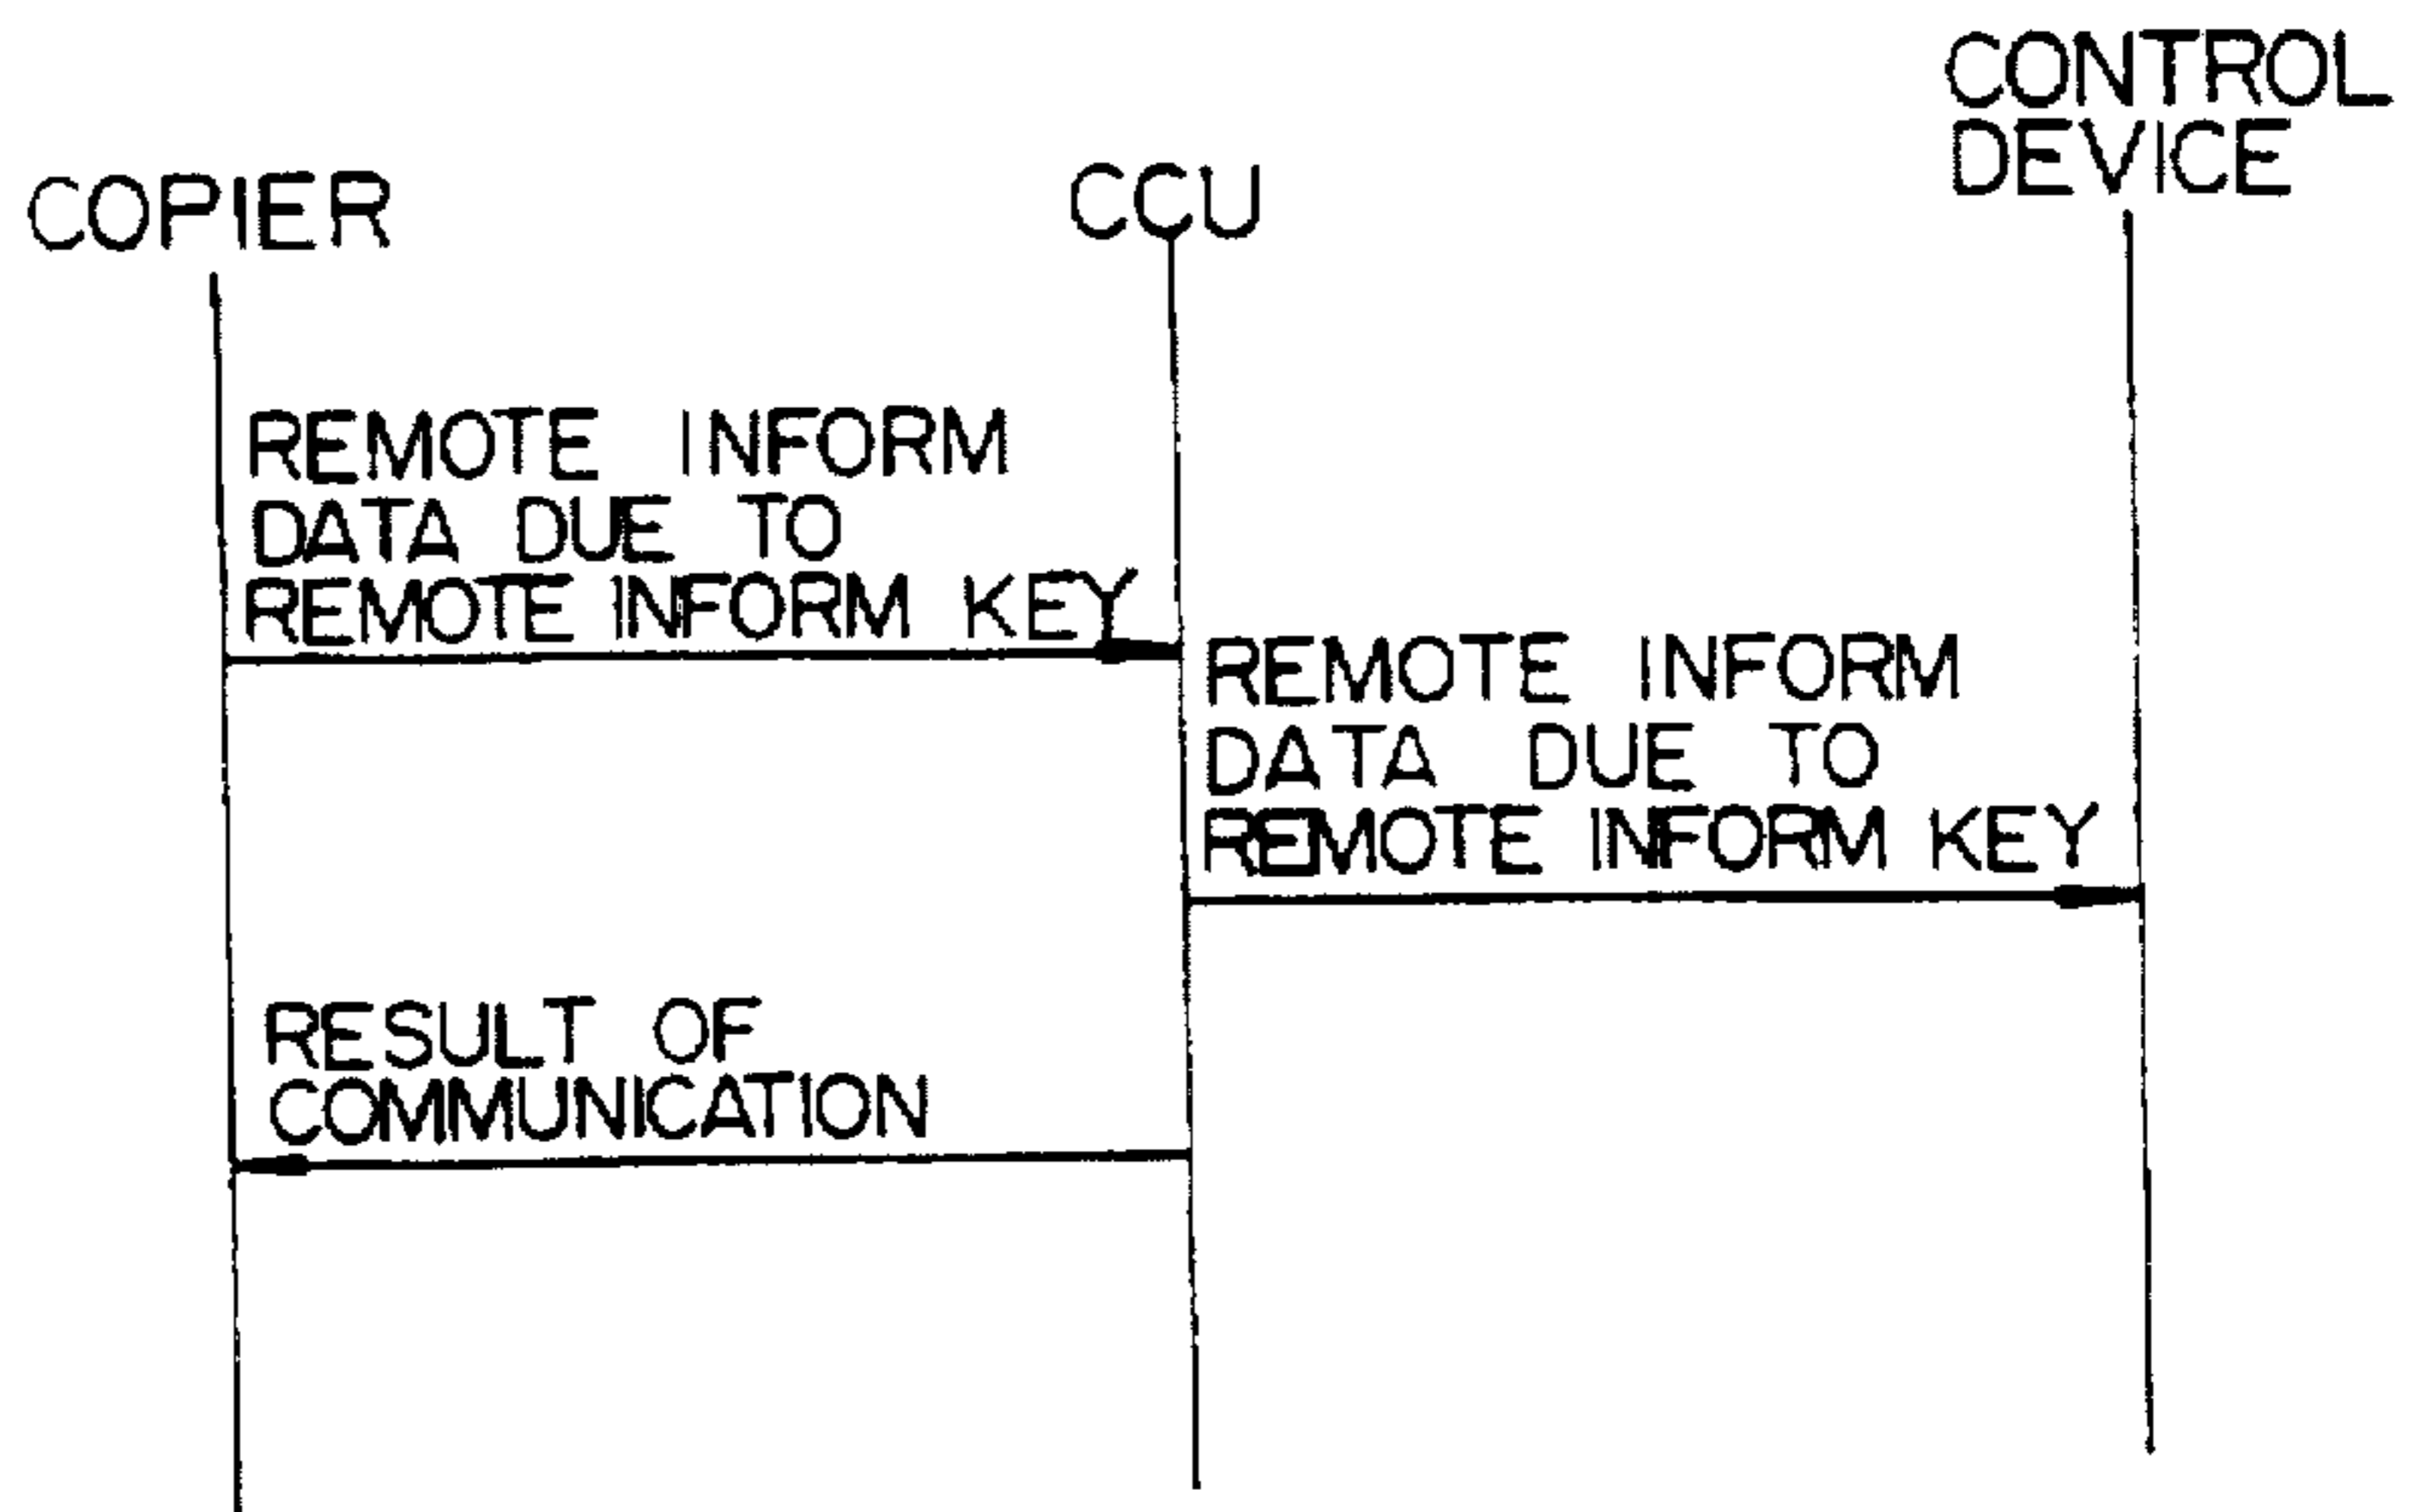 CONTROL
DEVICE
COPIER
CCU
REMOTE INFORM
DATA DUE TO
REMOTE INFORM KEY
REMOTE INFORM
DATA DUE TO
REMOTE INFORM KEY
RESULT OF
COMMUNICATION